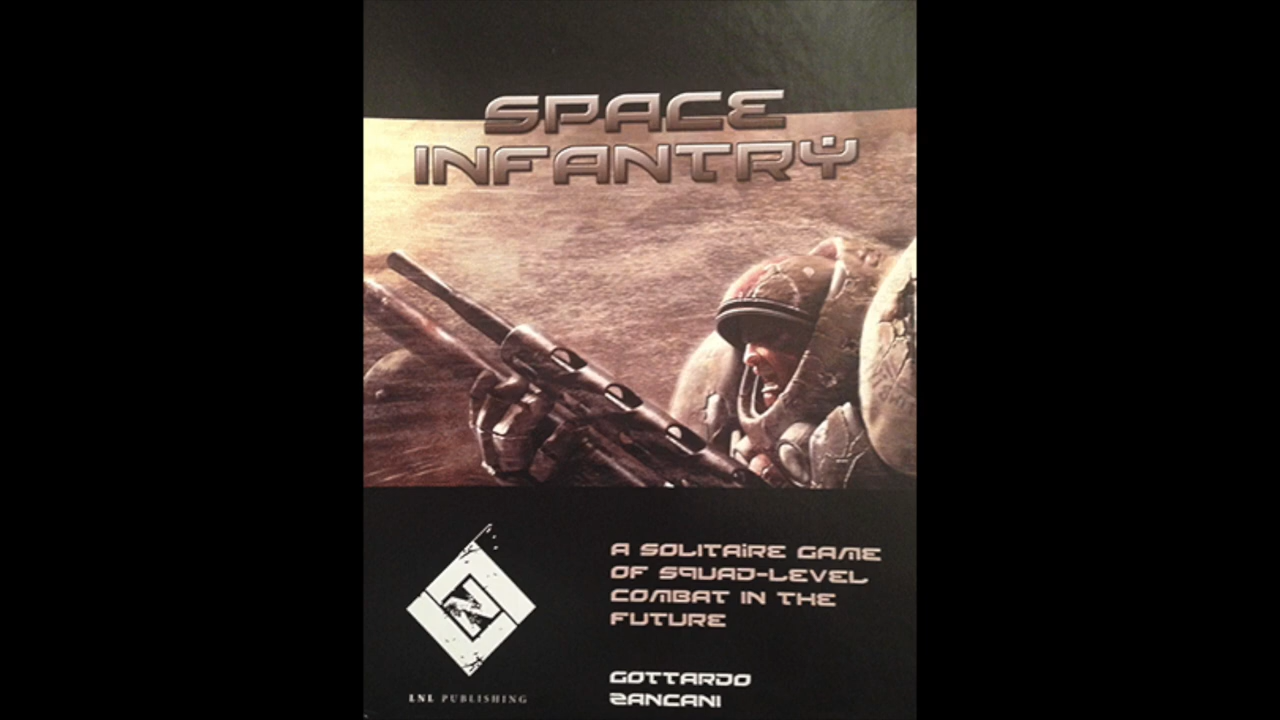 SPACE
INFANTRY
A SOLITAIRE GAME
OF SQUAD-LEVEL
COMBAT IN THE
FUTURE
N
LNL PUBLISHING
GOTTARDO
ZANCANI